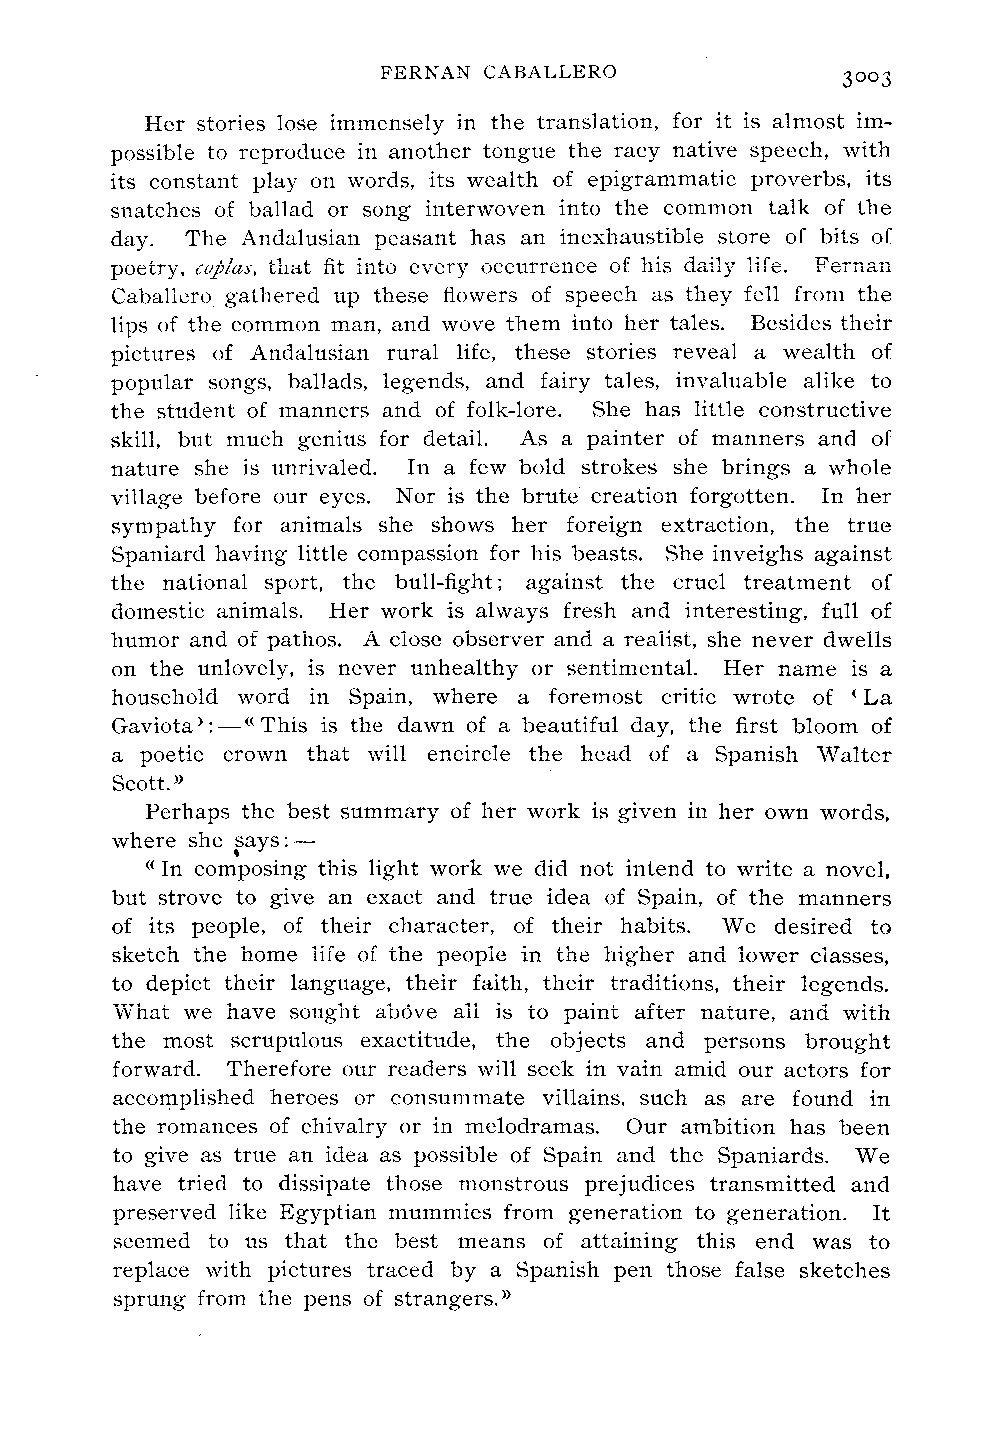 FERNAN CABALLERO 3003
Her stories lose immensely in the translation, for it is almost im-
possible to reproduce in another tongue the racy native speech, with
its constant play on words, its wealth of epigrammatic proverbs, its
snatches of ballad or song interwoven into the common talk of the
day. The Andalusian peasant has an inexhaustible store of bits of
poetry, coplas, that fit into every occurrence of his daily life. Fernan
Caballero gathered up these flowers of speech as they fell from the
lips of the common man, and wove them into her tales. Besides their
pictures of Andalusian rural life, these stories reveal a wealth of
popular songs, ballads, legends, and fairy tales, invaluable alike to
the student of manners and of folk-lore. She has little constructive
skill, but much genius for detail. As a painter of manners and of
nature she is unrivaled. In a few bold strokes she brings a whole
village before our eyes. Nor is the brute creation forgotten. In her
sympathy for animals she shows her foreign extraction, the true
Spaniard having little compassion for his beasts. She inveighs against
the national sport, the bull-fight; against the cruel treatment of
domestic animals. Her work is always fresh and interesting, full of
humor and of pathos. A close observer and a realist, she never dwells
on the unlovely, is never unhealthy or sentimental. Her name is a
household word in Spain, where a foremost critic wrote of ‘La
Gaviota’:—“This is the dawn of a beautiful day, the first bloom of
a poetic crown that will encircle the head of a Spanish Walter
Scott.”
Perhaps the best summary of her work is given in her own words,
where she says:—
“In composing this light work we did not intend to write a novel,
but strove to give an exact and true idea of Spain, of the manners
of its people, of their character, of their habits. We desired to
sketch the home life of the people in the higher and lower classes,
to depict their language, their faith, their traditions, their legends.
What we have sought above all is to paint after nature, and with
the most scrupulous exactitude, the objects and persons brought
forward. Therefore our readers will seek in vain amid our actors for
accomplished heroes or consummate villains, such as are found in
the romances of chivalry or in melodramas. Our ambition has been
to give as true an idea as possible of Spain and the Spaniards. We
have tried to dissipate those monstrous prejudices transmitted and
preserved like Egyptian mummies from generation to generation. It
seemed to us that the best means of attaining this end was to
replace with pictures traced by a Spanish pen those false sketches
sprung from the pens of strangers.”